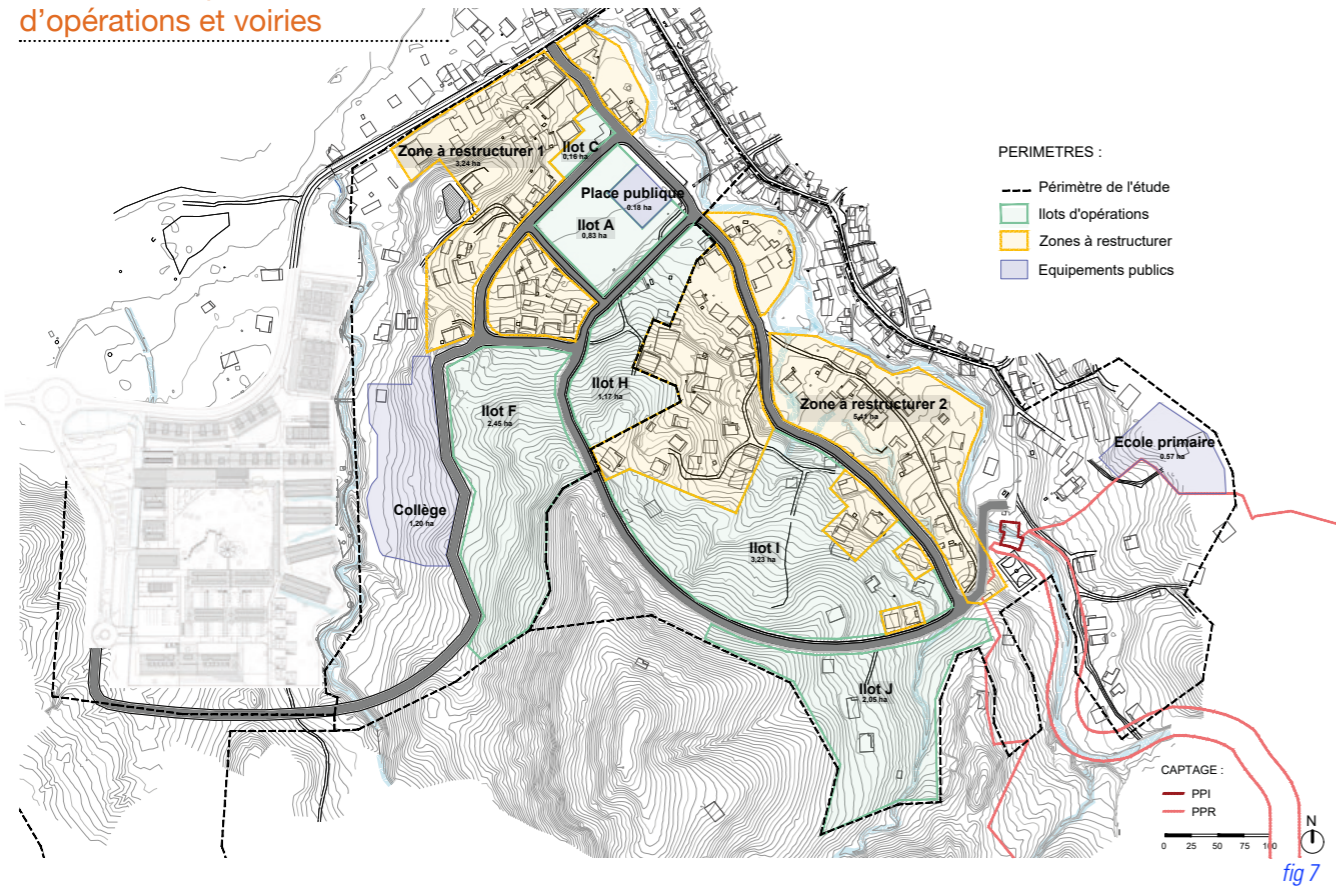 d'opérations et voiries
Zone à restructurer 1
3,24 ha
Ilot C
0,16 ha
Place publique
0.18 ha
Ilot A
0,83 ha
PERIMETRES :
Périmètre de l'étude
Ilots d'opérations
Zones à restructurer
Equipements publics
Ilot H
1,17 ha
Ilot F
2,45 ha
Zone à restructurer 2
5,41 ha
Ecole primaire
0.57 ha
Collège
1,20 ha
Ilot I
3,23 ha
Ilot J
2,05 ha
CAPTAGE :
PPI
PPR
N
0 25 50 75 100
fig 7